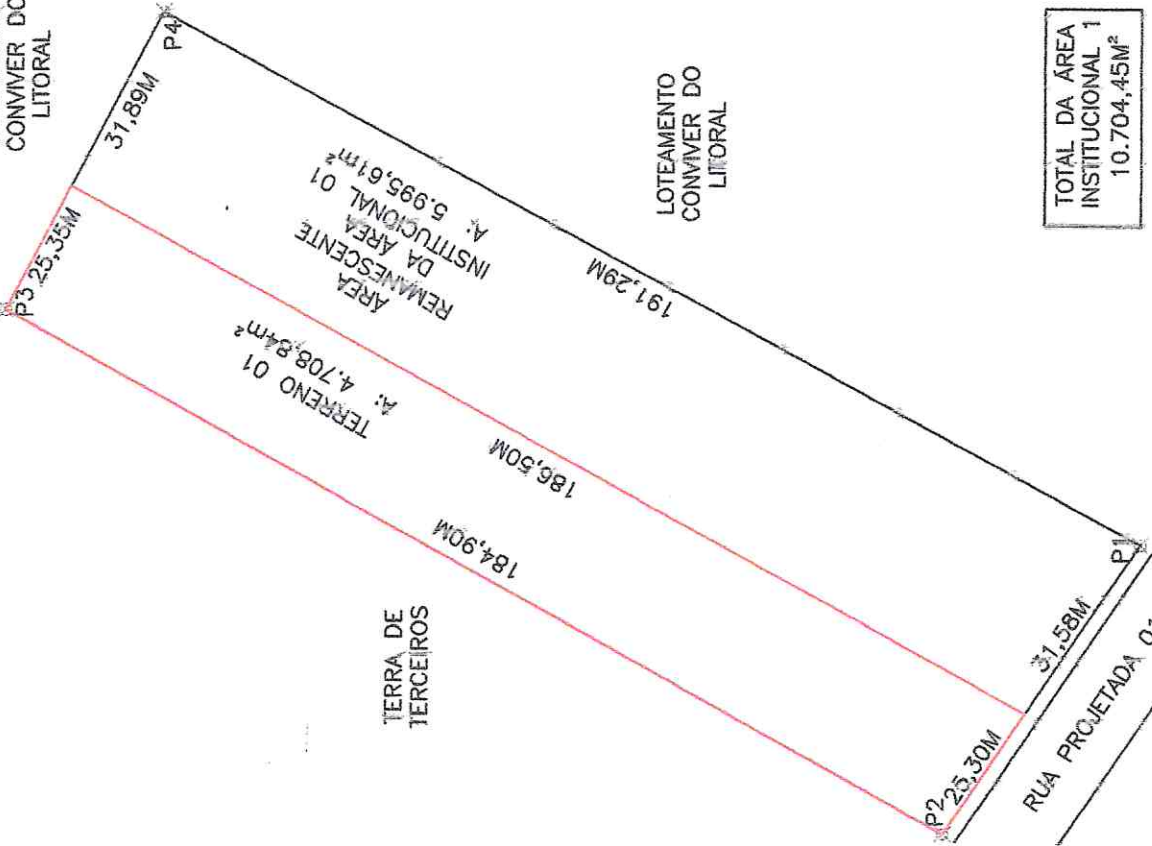 CONVIVER DO
LITORAL
P4
31,89M
P3
25,35M
ÁREA
REMANESCENTE
DA ÁREA
INSTITUCIONAL 01
A: 5.995,61m²
TERRENO 01
A: 4.708,84m²
LOTEAMENTO
CONVIVER DO
LITORAL
TOTAL DA ÁREA
INSTITUCIONAL 1
10.704,45M²
191,29M
186,50M
184,90M
TERRA DE
TERCEIROS
P1
31,58M
P2
25,30M
RUA PROJETADA